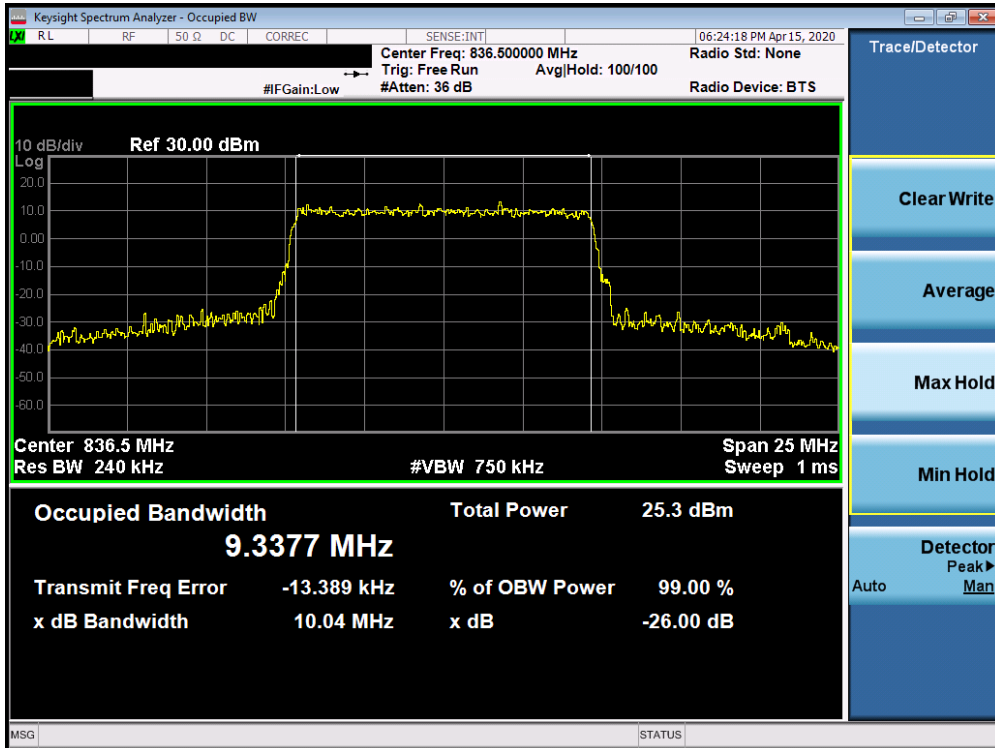 Keysight Spectrum Analyzer - Occupied BW
LXI RL RF 50 Ω DC CORREC SENSE:INT 06:24:18 PM Apr 15, 2020
Center Freq: 836.500000 MHz Radio Std: None
Trig: Free Run Avg|Hold: 100/100
#IFGain:Low #Atten: 36 dB Radio Device: BTS
10 dB/div Ref 30.00 dBm
Log
20.0
10.0
0.00
-10.0
-20.0
-30.0
-40.0
-50.0
-60.0
Center 836.5 MHz Span 25 MHz
Res BW 240 kHz #VBW 750 kHz Sweep 1 ms
Occupied Bandwidth Total Power 25.3 dBm
9.3377 MHz
Transmit Freq Error -13.389 kHz % of OBW Power 99.00 %
x dB Bandwidth 10.04 MHz x dB -26.00 dB
Trace/Detector
Clear Write
Average
Max Hold
Min Hold
Detector
Peak▶
Auto Man
MSG STATUS